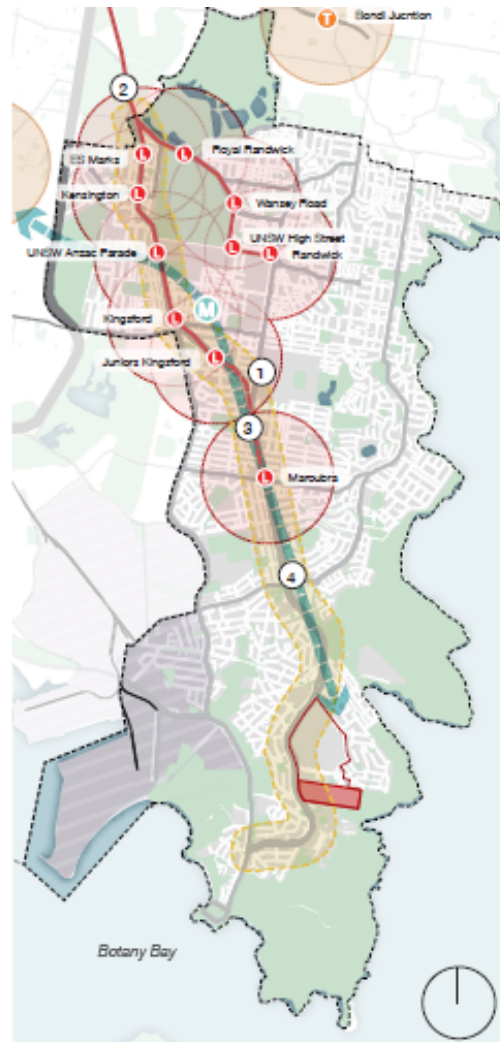 Bondi Jucntion
T
2
ES Marks
L
L
Royal Randwick
Kensington
L
L
Wansey Road
UNSW Anzac Parade
L
L
UNSW High Street
L
Randwick
M
Kingsford
L
Juniors Kingsford
L
1
3
L
Maroubra
4
Botany Bay